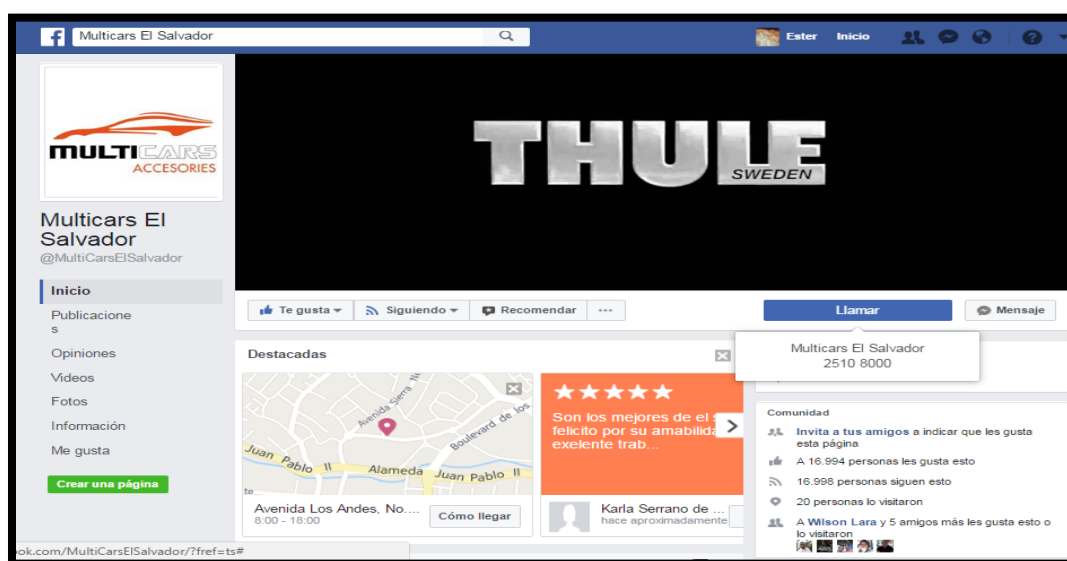 Multicars El Salvador
Ester Inicio
MULTICARS
ACCESORIES
THULE
SWEDEN
Multicars El
Salvador
@MultiCarsElSalvador
Inicio
Publicacione
s
Opiniones
Videos
Fotos
Información
Me gusta
Crear una página
Te gusta
Siguiendo
Recomendar
Llamar
Mensaje
Multicars El Salvador
2510 8000
Destacadas
Avenida Sierra
Boulevard de los
Juan Pablo II
Alameda Juan Pablo II
Avenida Los Andes, No....
8:00 - 18:00
Cómo llegar
Son los mejores de el
felicito por su amabilida
exelente trab...
Karla Serrano de ...
hace aproximadamente
Comunidad
Invita a tus amigos a indicar que les gusta
esta página
A 16.994 personas les gusta esto
16.998 personas siguen esto
20 personas lo visitaron
A Wilson Lara y 5 amigos más les gusta esto o
lo visitaron
ok.com/MultiCarsElSalvador/?fref=ts#